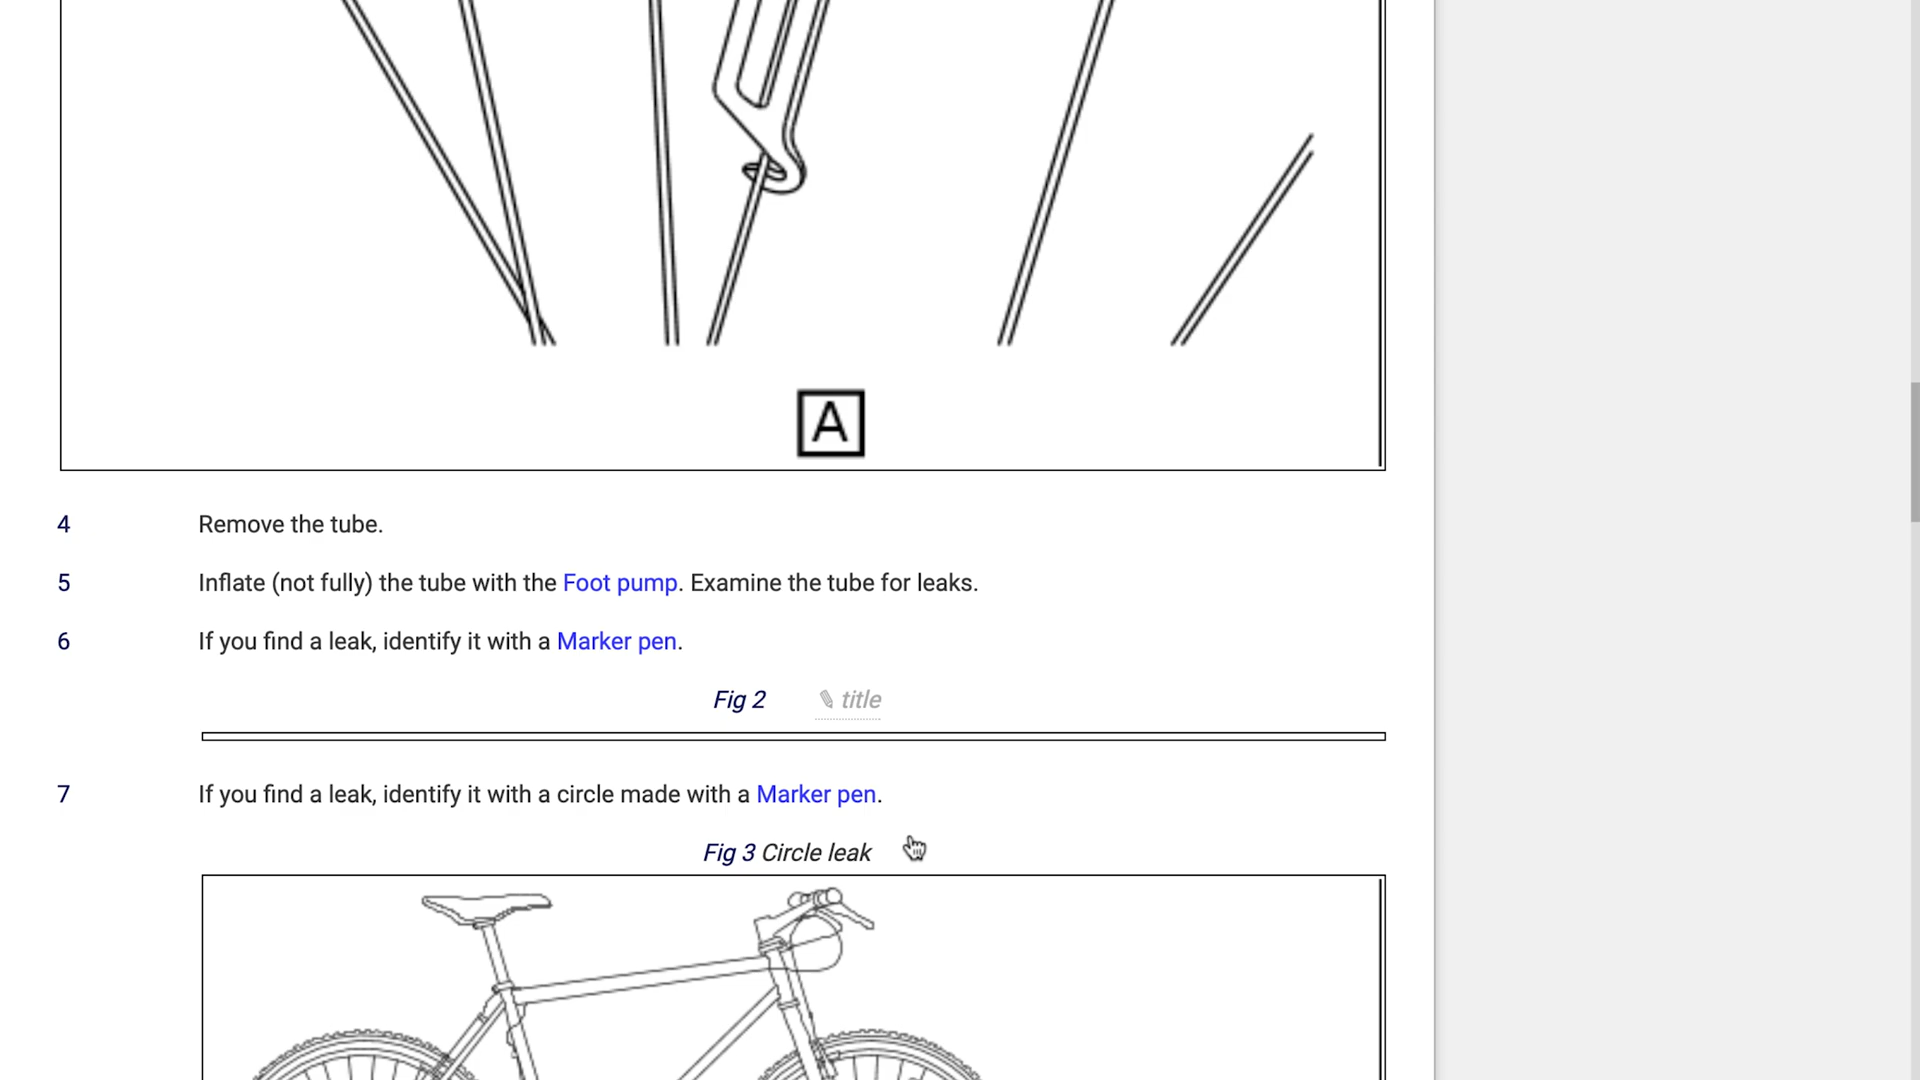 A
4 Remove the tube.
5 Inflate (not fully) the tube with the Foot pump. Examine the tube for leaks.
6 If you find a leak, identify it with a Marker pen.
Fig 2 title
7 If you find a leak, identify it with a circle made with a Marker pen.
Fig 3 Circle leak